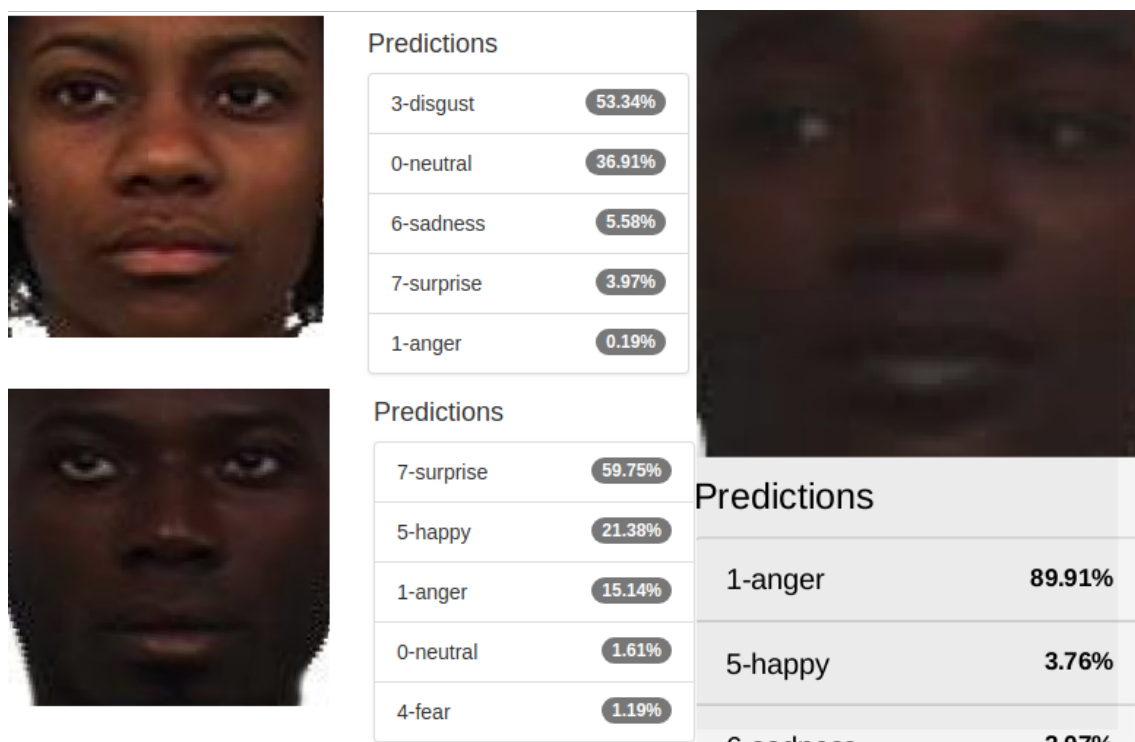 Predictions
3-disgust 53.34%
0-neutral 36.91%
6-sadness 5.58%
7-surprise 3.97%
1-anger 0.19%
Predictions
7-surprise 59.75%
5-happy 21.38%
1-anger 15.14%
0-neutral 1.61%
4-fear 1.19%
Predictions
1-anger 89.91%
5-happy 3.76%
6-sadness